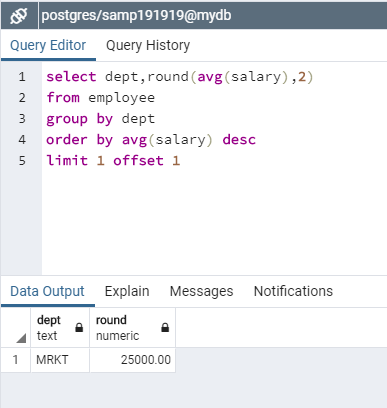 postgres/samp191919@mydb
Query Editor Query History
1 select dept,round(avg(salary),2)
2 from employee
3 group by dept
4 order by avg(salary) desc
5 limit 1 offset 1
Data Output Explain Messages Notifications
dept round
text numeric
1 MRKT 25000.00